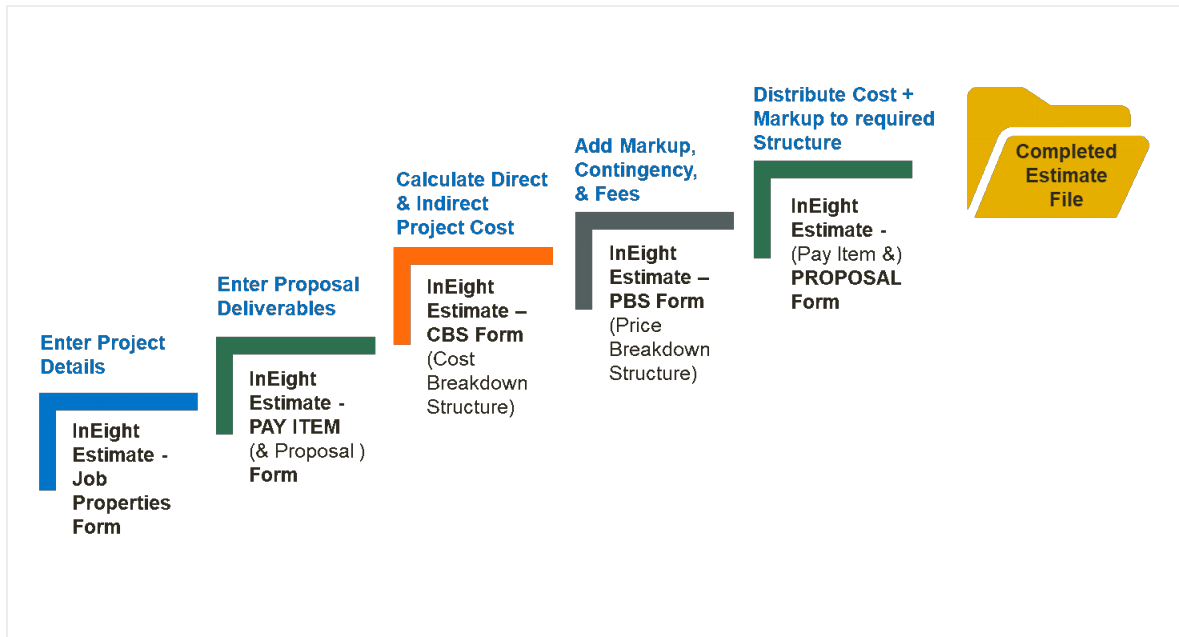 Enter Project
Details
InEight
Estimate -
Job
Properties
Form
Enter Proposal
Deliverables
InEight
Estimate -
PAY ITEM
(& Proposal )
Form
Calculate Direct
& Indirect
Project Cost
InEight
Estimate –
CBS Form
(Cost
Breakdown
Structure)
Add Markup,
Contingency,
& Fees
InEight
Estimate –
PBS Form
(Price
Breakdown
Structure)
Distribute Cost +
Markup to required
Structure
InEight
Estimate -
(Pay Item &)
PROPOSAL
Form
Completed
Estimate
File